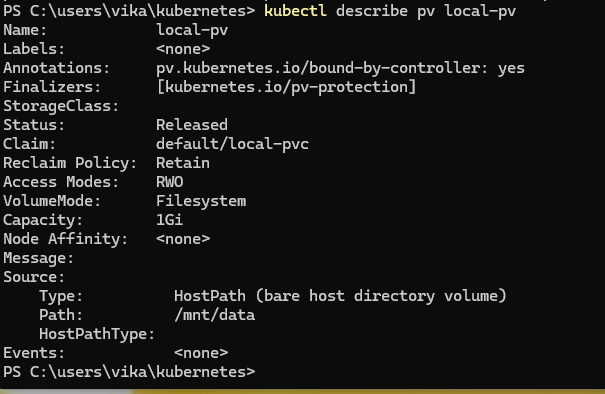 PS C:\users\vika\kubernetes> kubectl describe pv local-pv
Name:            local-pv
Labels:          <none>
Annotations:     pv.kubernetes.io/bound-by-controller: yes
Finalizers:      [kubernetes.io/pv-protection]
StorageClass:
Status:          Released
Claim:           default/local-pvc
Reclaim Policy:  Retain
Access Modes:    RWO
VolumeMode:      Filesystem
Capacity:        1Gi
Node Affinity:   <none>
Message:
Source:
    Type:          HostPath (bare host directory volume)
    Path:          /mnt/data
    HostPathType:
Events:            <none>
PS C:\users\vika\kubernetes>